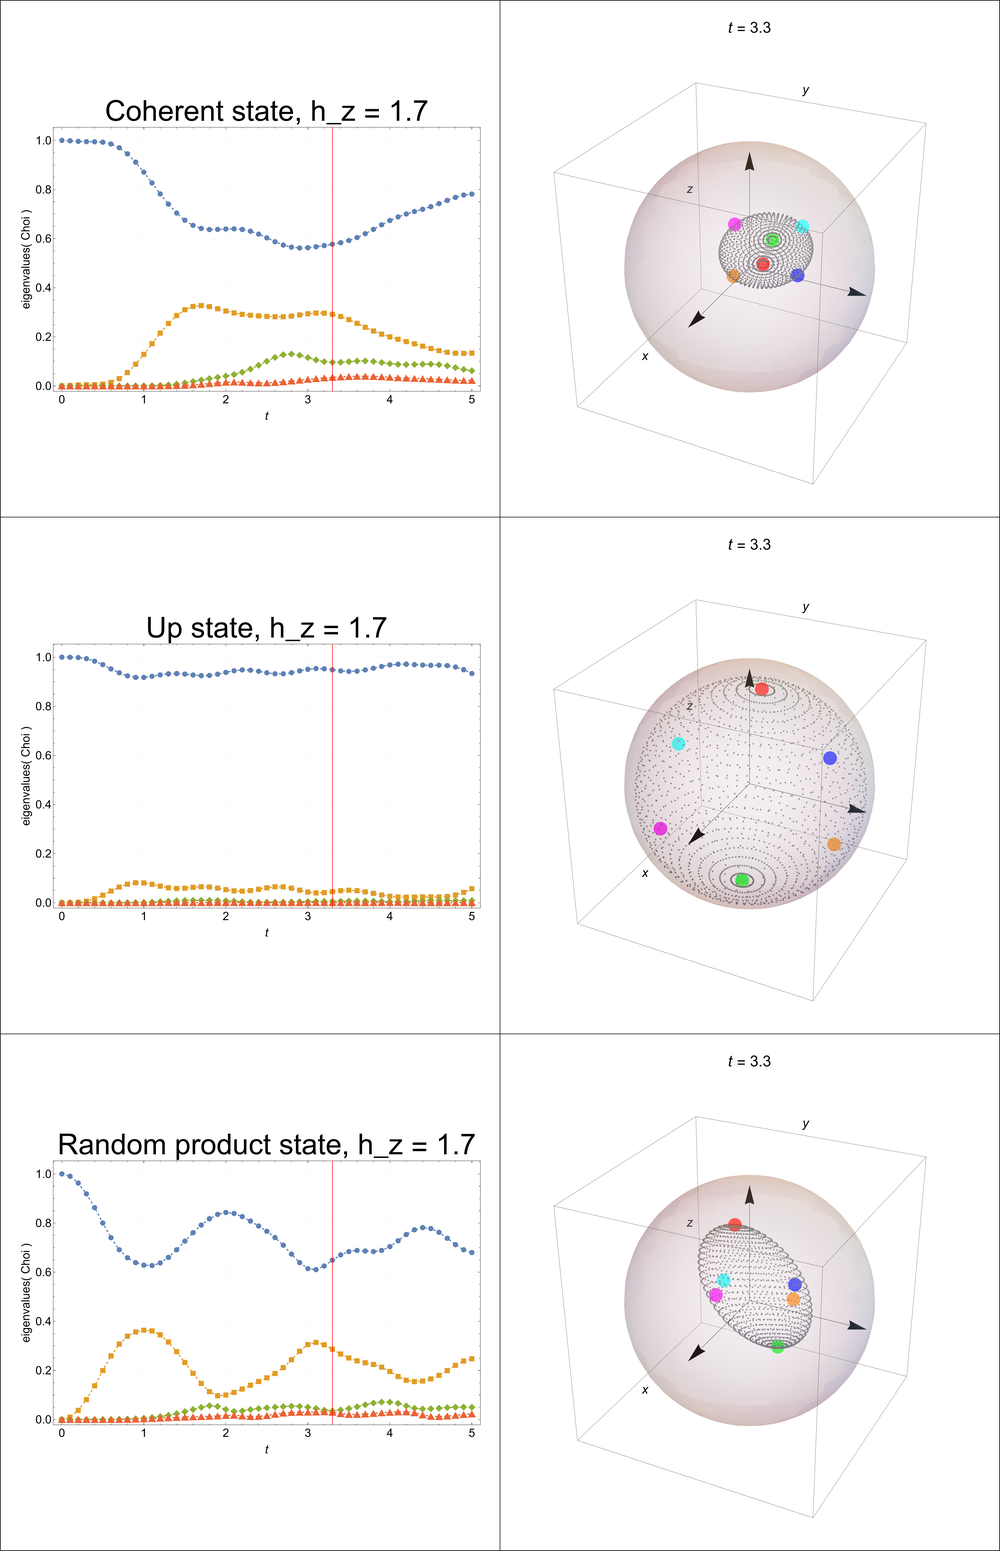 t = 3.3
Coherent state, h_z = 1.7
eigenvalues( Choi )
1.0
0.8
0.6
0.4
0.2
0.0
0 1 2 3 4 5
t
y
z
x
t = 3.3
Up state, h_z = 1.7
eigenvalues( Choi )
1.0
0.8
0.6
0.4
0.2
0.0
0 1 2 3 4 5
t
y
z
x
t = 3.3
Random product state, h_z = 1.7
eigenvalues( Choi )
1.0
0.8
0.6
0.4
0.2
0.0
0 1 2 3 4 5
t
y
z
x